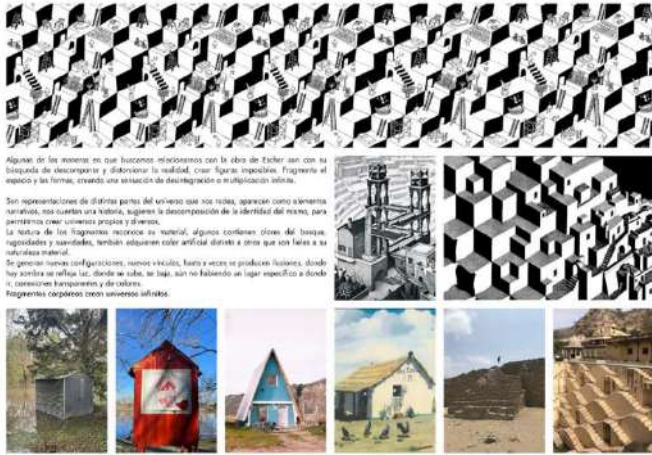 Algunas de las maneras en que buscamos relacionarnos con la obra de Escher son con su
búsqueda de descomponer y distorsionar la realidad, crear figuras imposibles. Fragmenta el
espacio y las formas, creando una sensación de desintegración o multiplicación infinita.
Son representaciones de distintas partes del universo que nos rodea, aparecen como elementos
narrativos, nos cuentan una historia, sugieren la descomposición de la identidad del mismo, para
permitirnos crear universos propios y diversos.
La textura de los fragmentos reconoce su material, algunos contienen olores del bosque,
rugosidades y suavidades, también adquieren color artificial distinto a otros que son fieles a su
naturaleza material.
Se generan nuevas configuraciones, nuevos vínculos, hasta a veces se producen ilusiones, donde
hay sombra se refleja luz, donde se sube, se baja, aún no habiendo un lugar específico a donde
ir, conexiones transparentes y de colores.
Fragmentos corpóreos crean universos infinitos.